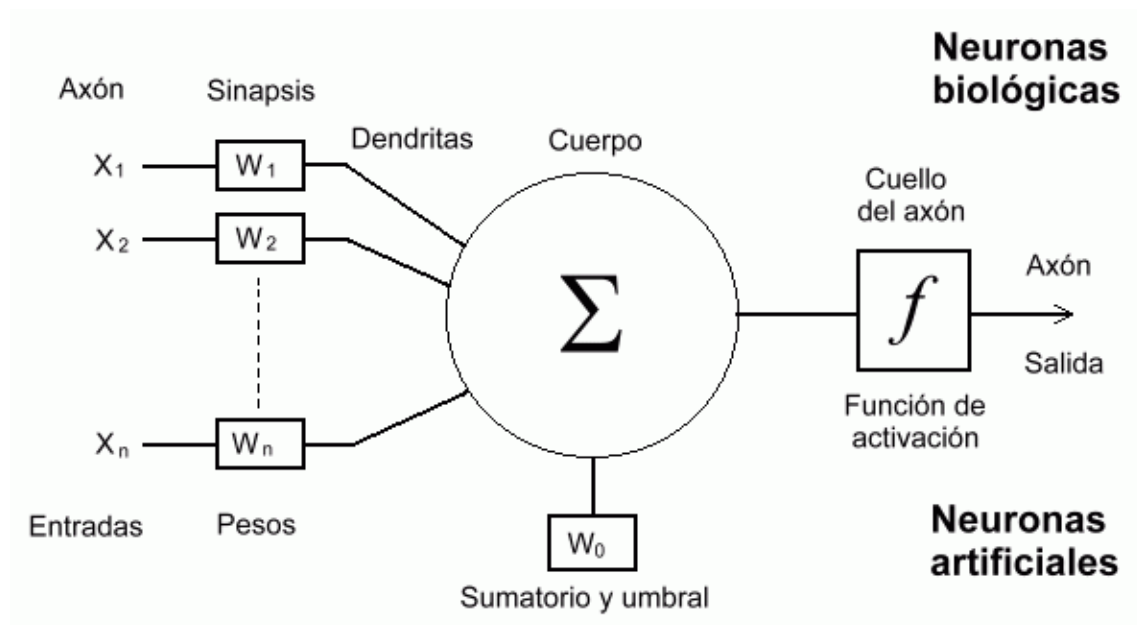 Neuronas
biológicas
Axón
Sinapsis
Dendritas
Cuerpo
Cuello
del axón
X₁
W₁
X₂
W₂
Σ
f
Axón
Salida
Función de
activación
Xₙ
Wₙ
Entradas
Pesos
W₀
Sumatorio y umbral
Neuronas
artificiales